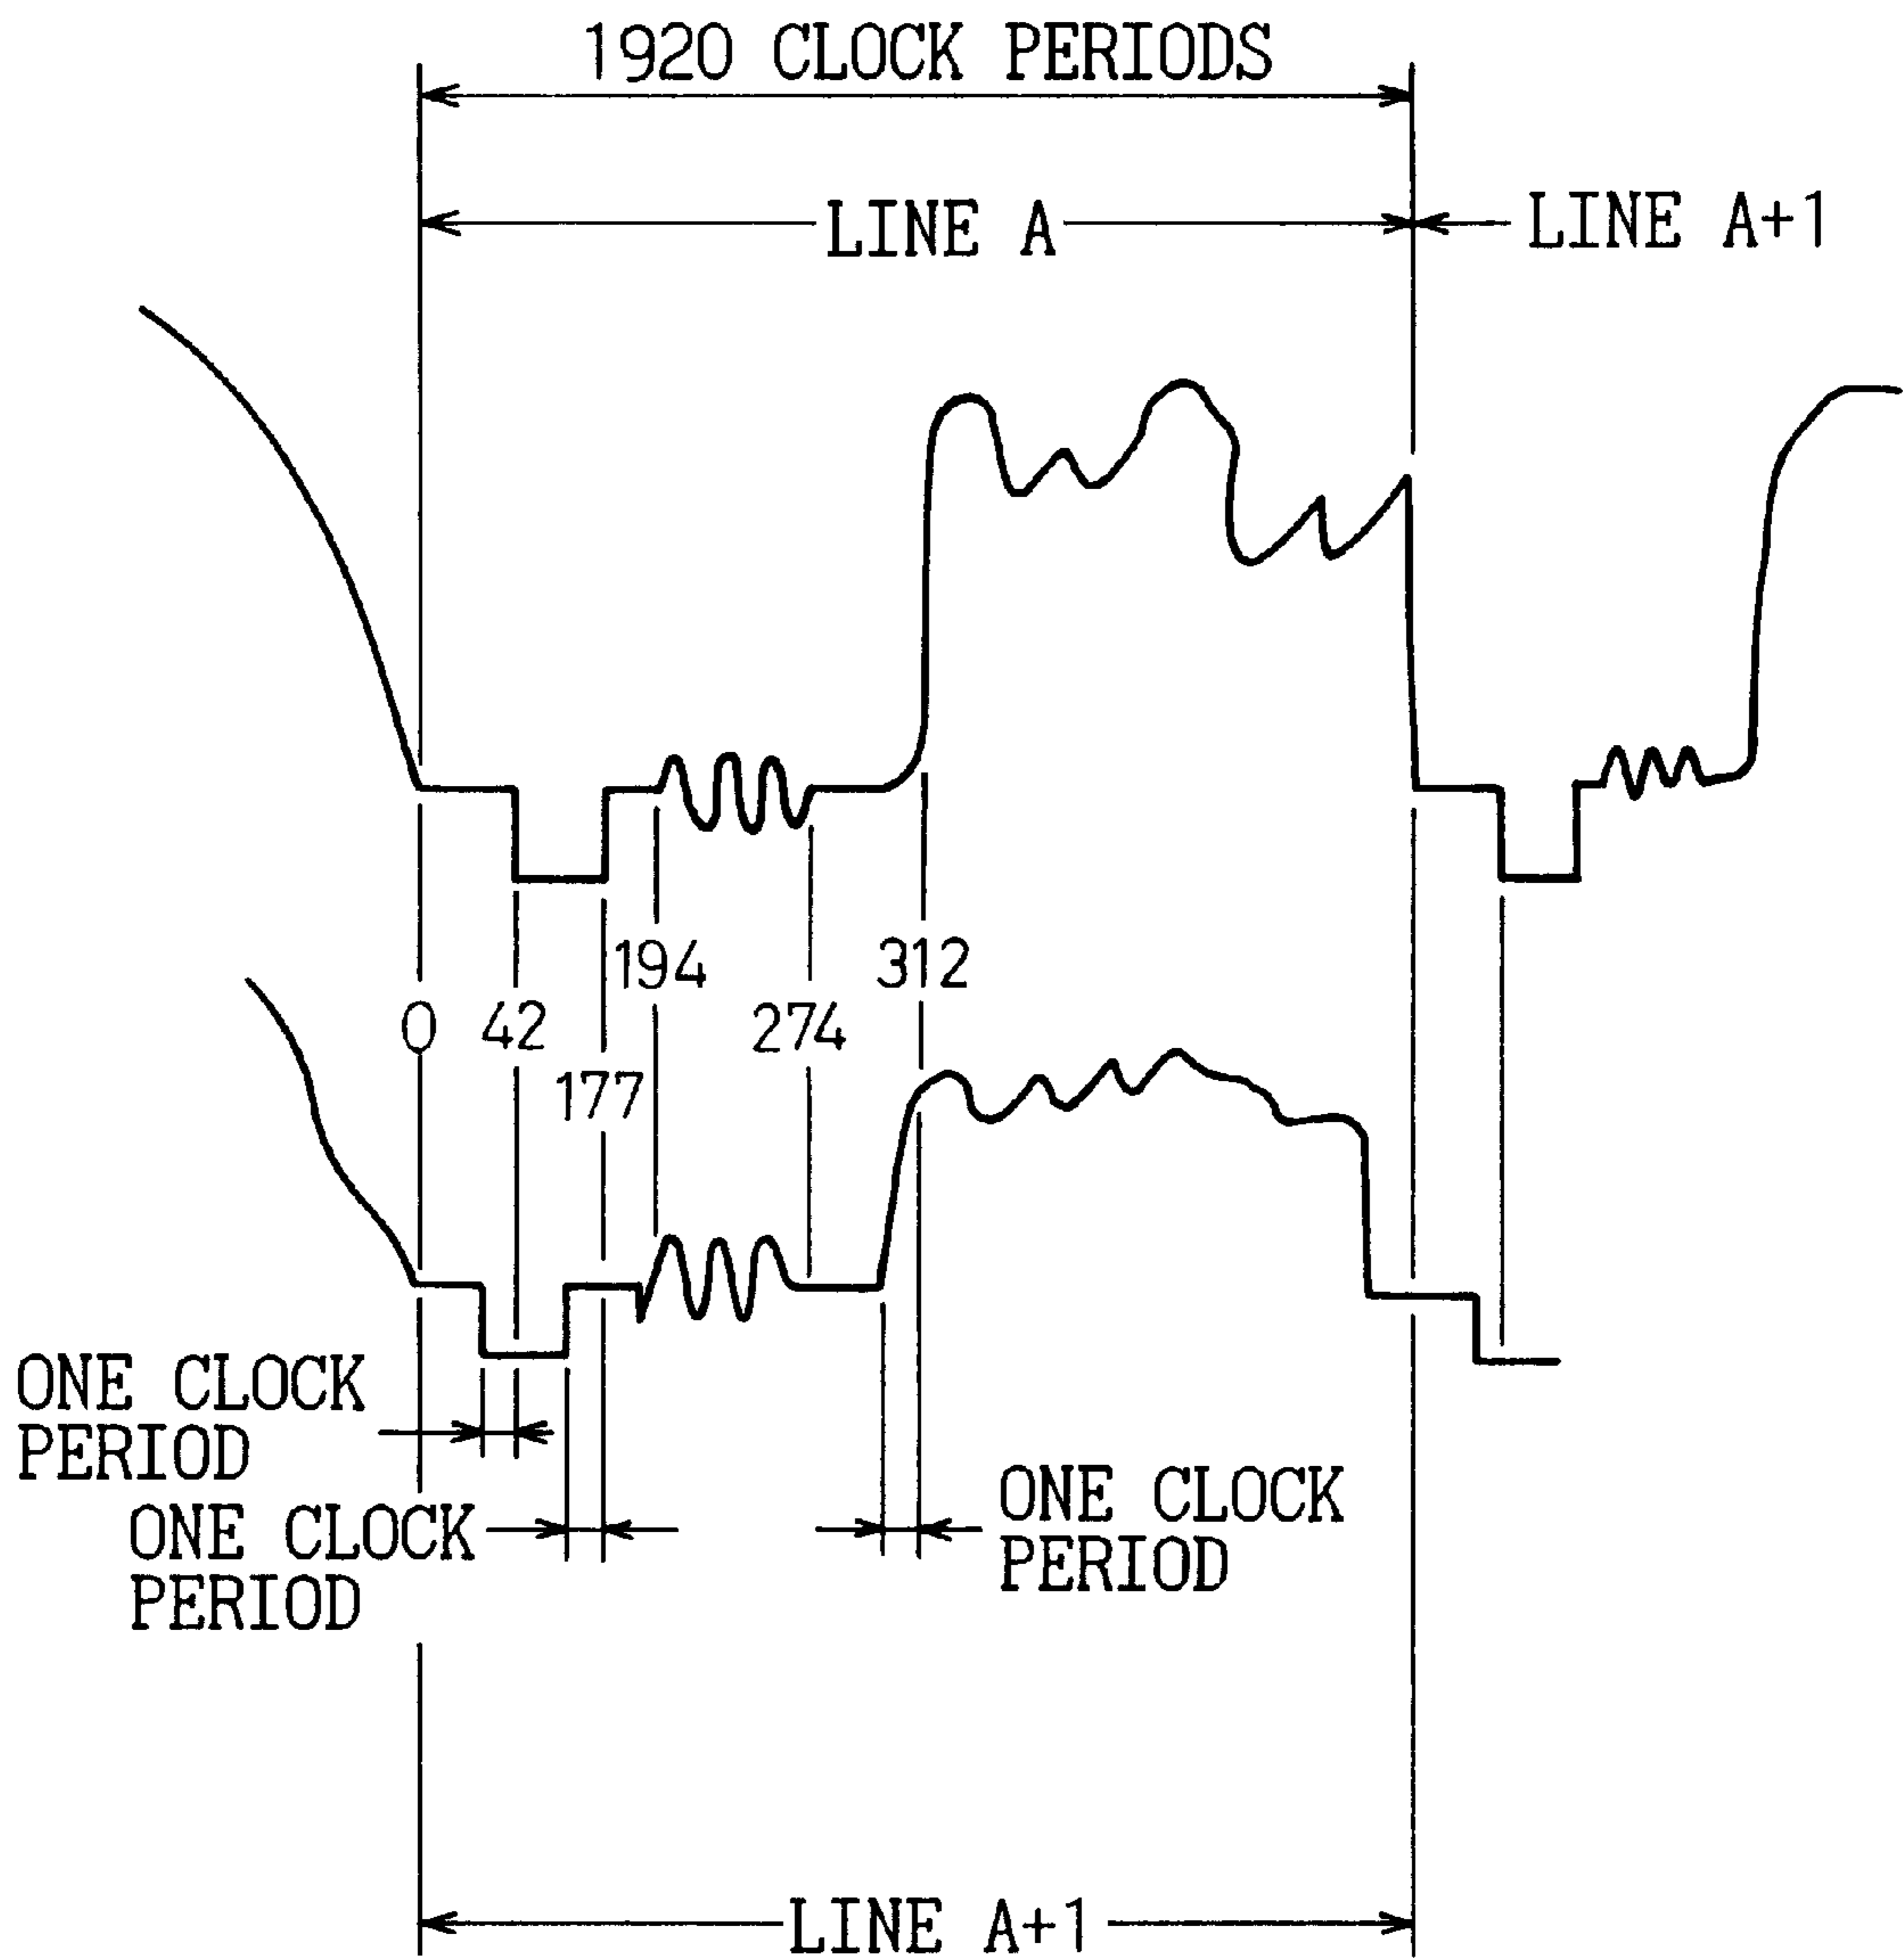 1920 CLOCK PERIODS
LINE A
LINE A+1
194
312
0
42
274
177
ONE CLOCK
PERIOD
ONE CLOCK
PERIOD
ONE CLOCK
PERIOD
LINE A+1